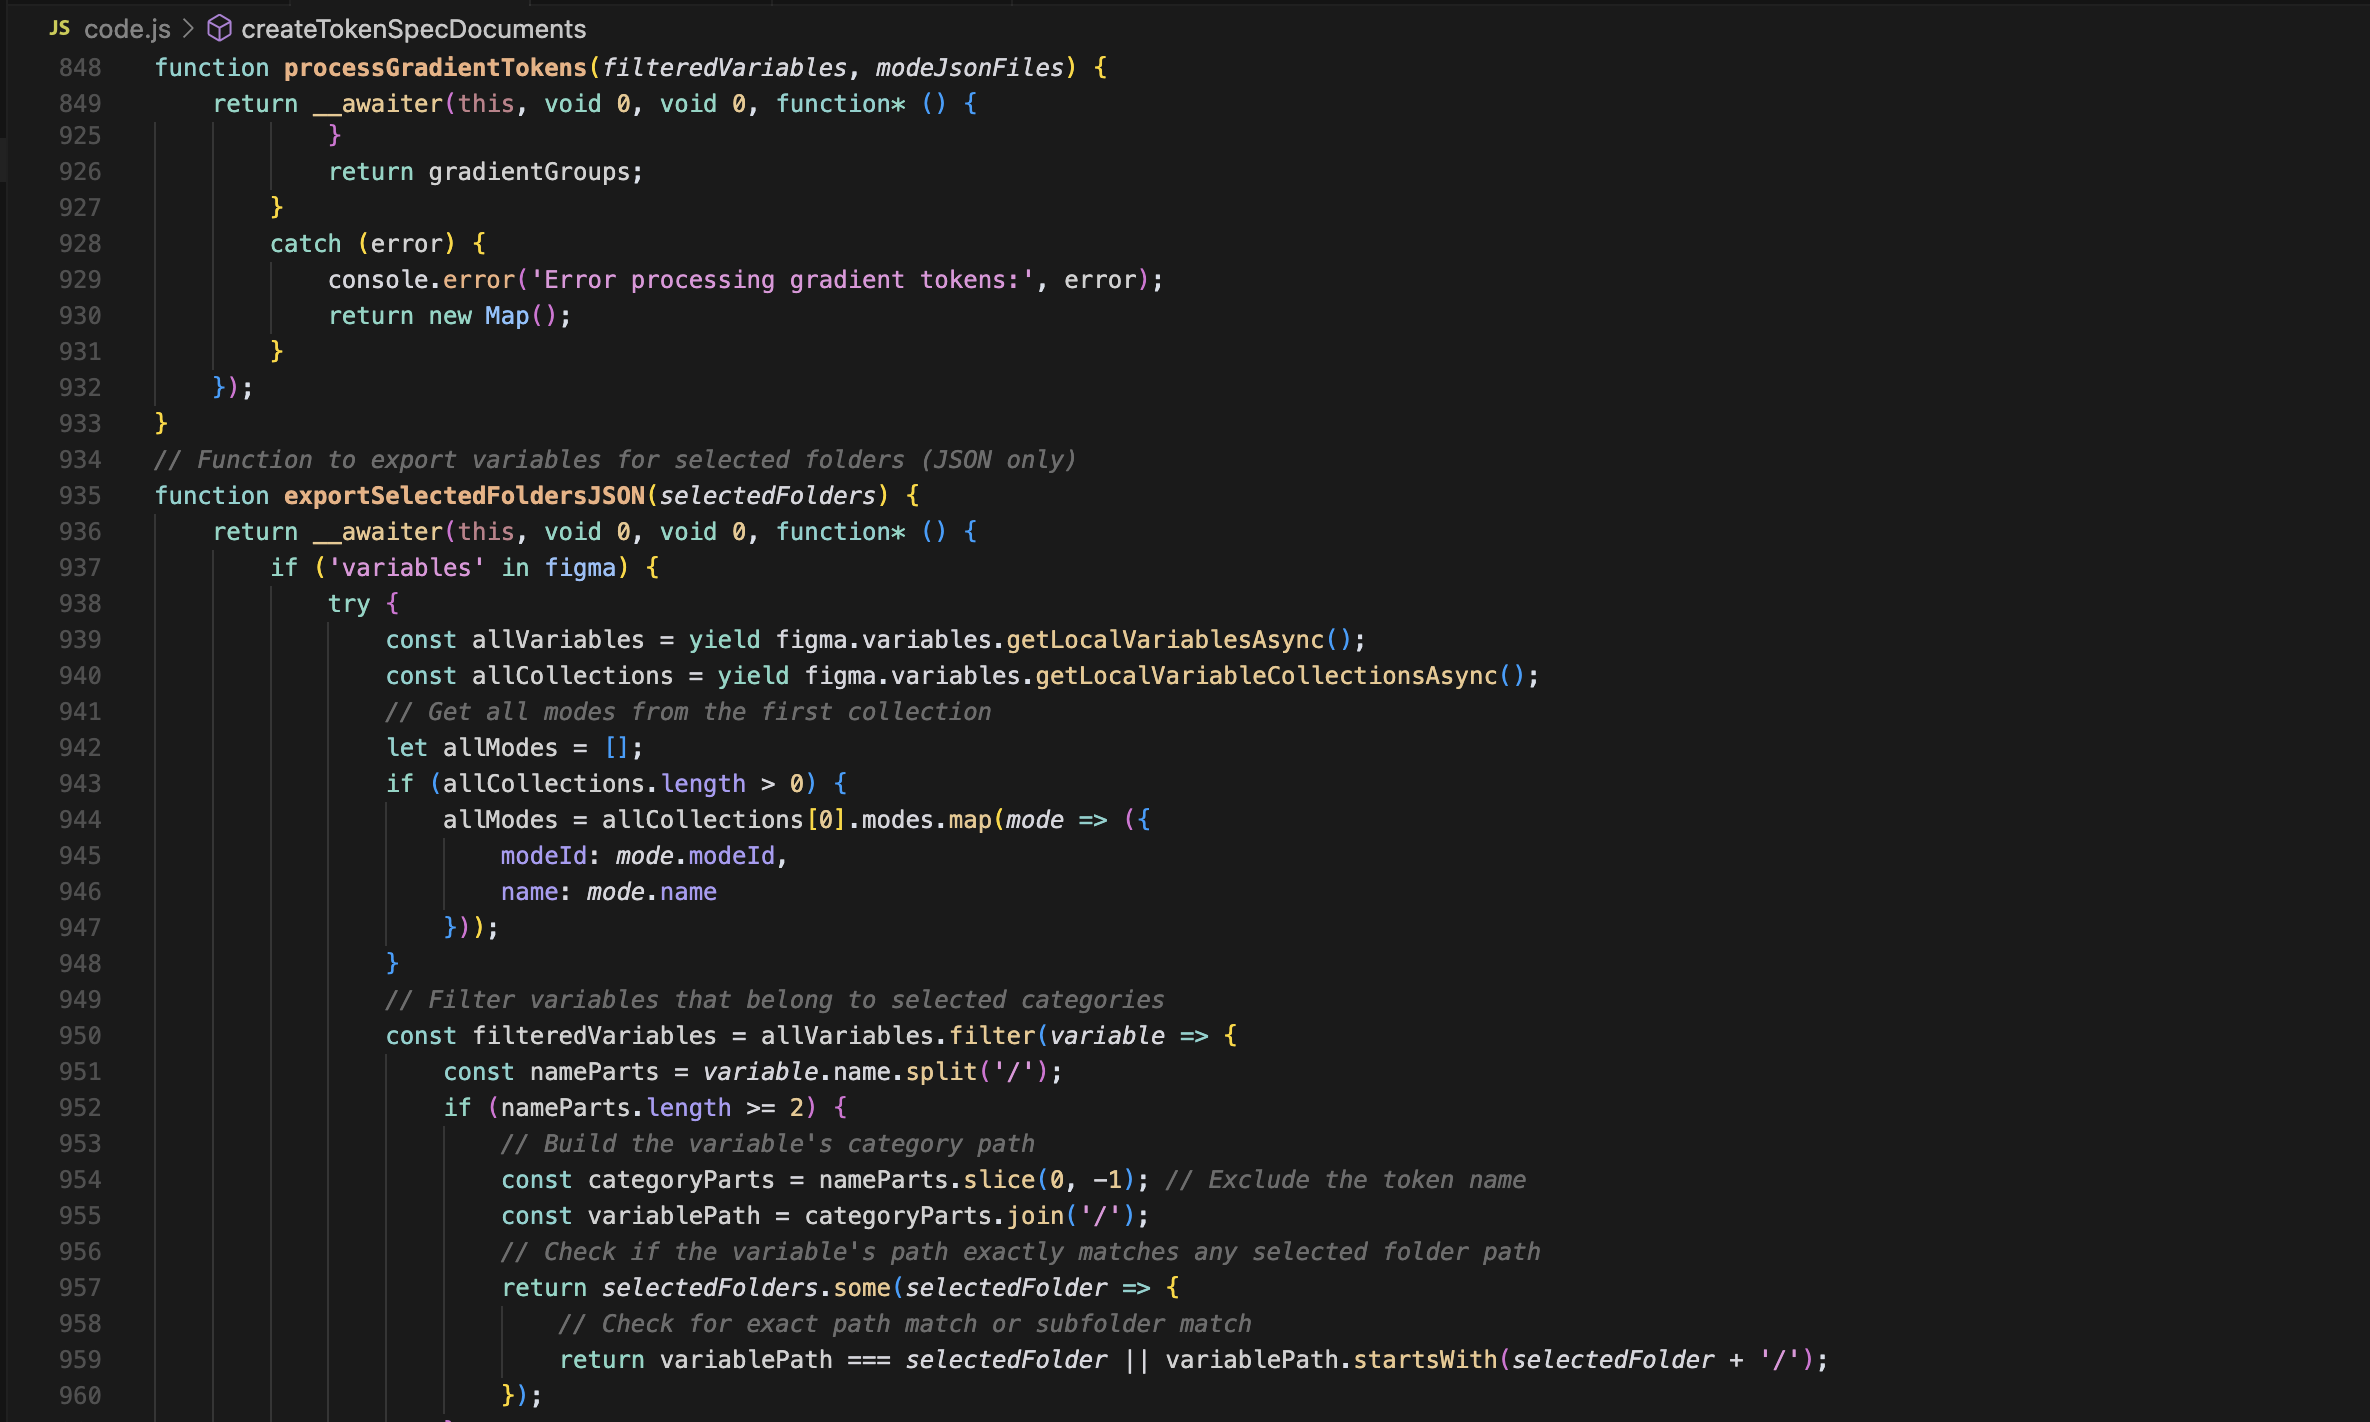 JS code.js > createTokenSpecDocuments
848 function processGradientTokens(filteredVariables, modeJsonFiles) {
849     return __awaiter(this, void 0, void 0, function* () {
925             }
926             return gradientGroups;
927         }
928         catch (error) {
929             console.error('Error processing gradient tokens:', error);
930             return new Map();
931         }
932     });
933 }
934 // Function to export variables for selected folders (JSON only)
935 function exportSelectedFoldersJSON(selectedFolders) {
936     return __awaiter(this, void 0, void 0, function* () {
937         if ('variables' in figma) {
938             try {
939                 const allVariables = yield figma.variables.getLocalVariablesAsync();
940                 const allCollections = yield figma.variables.getLocalVariableCollectionsAsync();
941                 // Get all modes from the first collection
942                 let allModes = [];
943                 if (allCollections.length > 0) {
944                     allModes = allCollections[0].modes.map(mode => ({
945                         modeId: mode.modeId,
946                         name: mode.name
947                     }));
948                 }
949                 // Filter variables that belong to selected categories
950                 const filteredVariables = allVariables.filter(variable => {
951                     const nameParts = variable.name.split('/');
952                     if (nameParts.length >= 2) {
953                         // Build the variable's category path
954                         const categoryParts = nameParts.slice(0, -1); // Exclude the token name
955                         const variablePath = categoryParts.join('/');
956                         // Check if the variable's path exactly matches any selected folder path
957                         return selectedFolders.some(selectedFolder => {
958                             // Check for exact path match or subfolder match
959                             return variablePath === selectedFolder || variablePath.startsWith(selectedFolder + '/');
960                         });